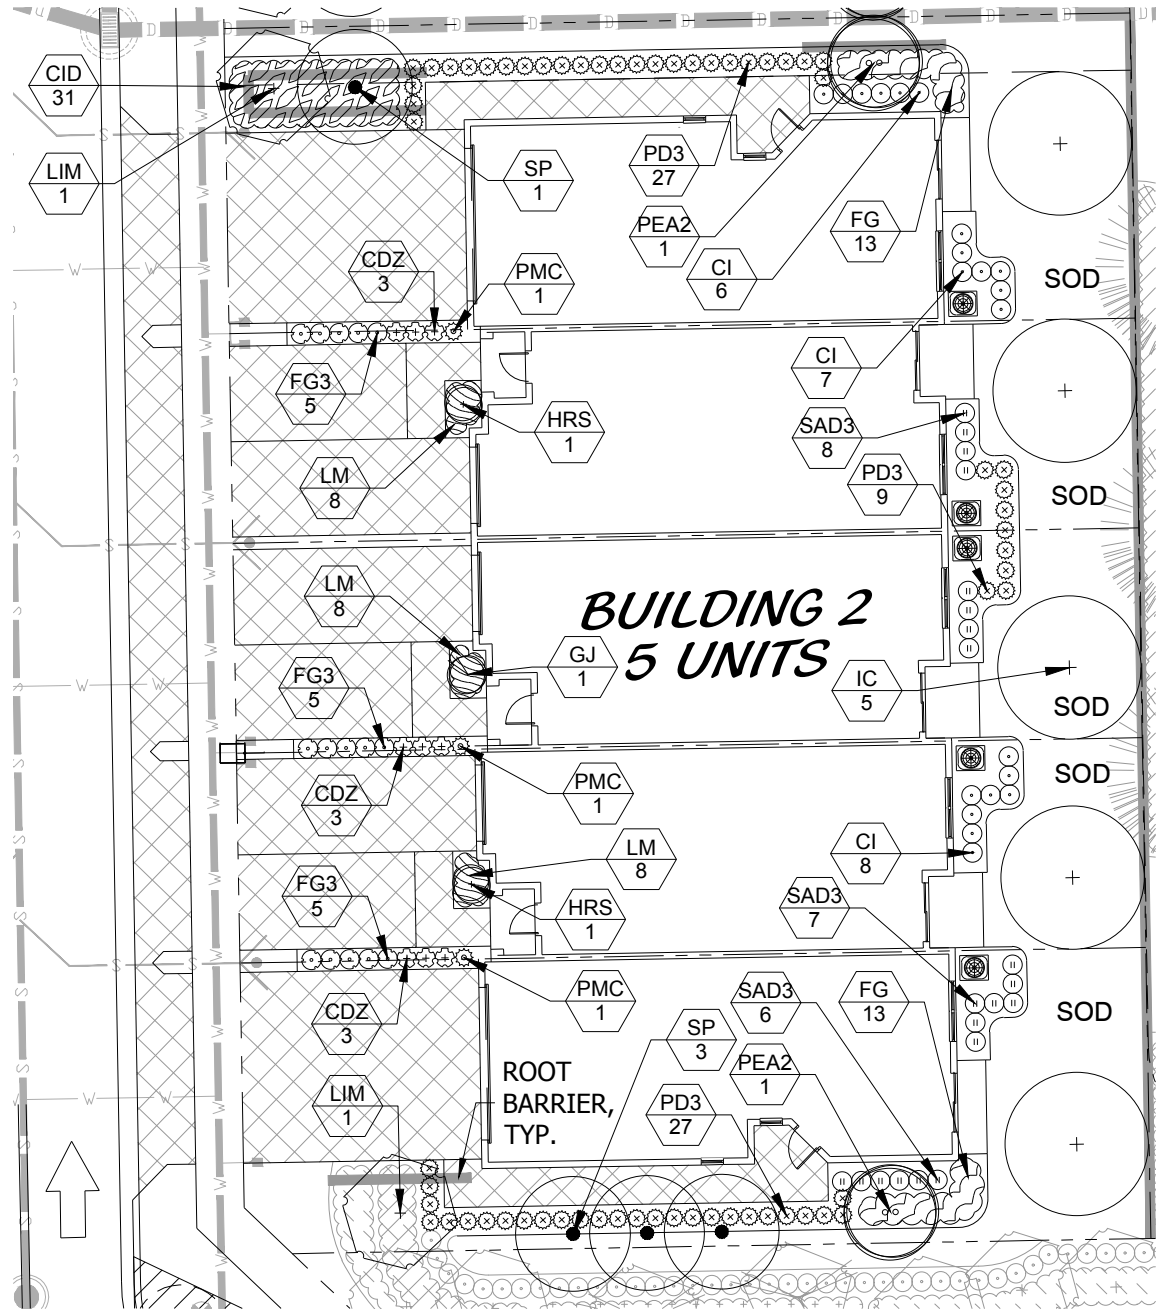 CID
31
LIM
1
SP
1
PD3
27
PEA2
1
CI
6
FG
13
CDZ
3
PMC
1
SOD
FG3
5
HRS
1
CI
7
SAD3
8
LM
8
PD3
9
SOD
LM
8
BUILDING 2
5 UNITS
GJ
1
FG3
5
IC
5
SOD
CDZ
3
PMC
1
SOD
LM
8
CI
8
FG3
5
HRS
1
SAD3
7
CDZ
3
PMC
1
SAD3
6
FG
13
SOD
SP
3
ROOT
BARRIER,
TYP.
PEA2
1
LIM
1
PD3
27